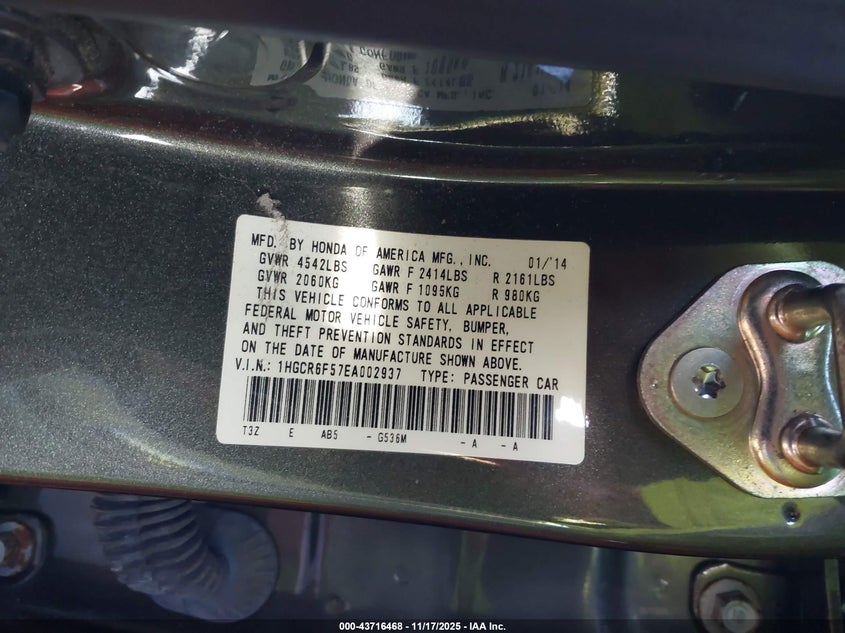 MFD. BY HONDA OF AMERICA MFG., INC. 01/'14
GVWR 4542LBS GAWR F 2414LBS R 2161LBS
GVWR 2060KG GAWR F 1095KG R 980KG
THIS VEHICLE CONFORMS TO ALL APPLICABLE
FEDERAL MOTOR VEHICLE SAFETY, BUMPER,
AND THEFT PREVENTION STANDARDS IN EFFECT
ON THE DATE OF MANUFACTURE SHOWN ABOVE.
V.I.N.: 1HGCR6F57EA002937 TYPE: PASSENGER CAR
T3Z E AB5 - G536M - A - A
000-43716468 - 11/17/2025 - IAA Inc.